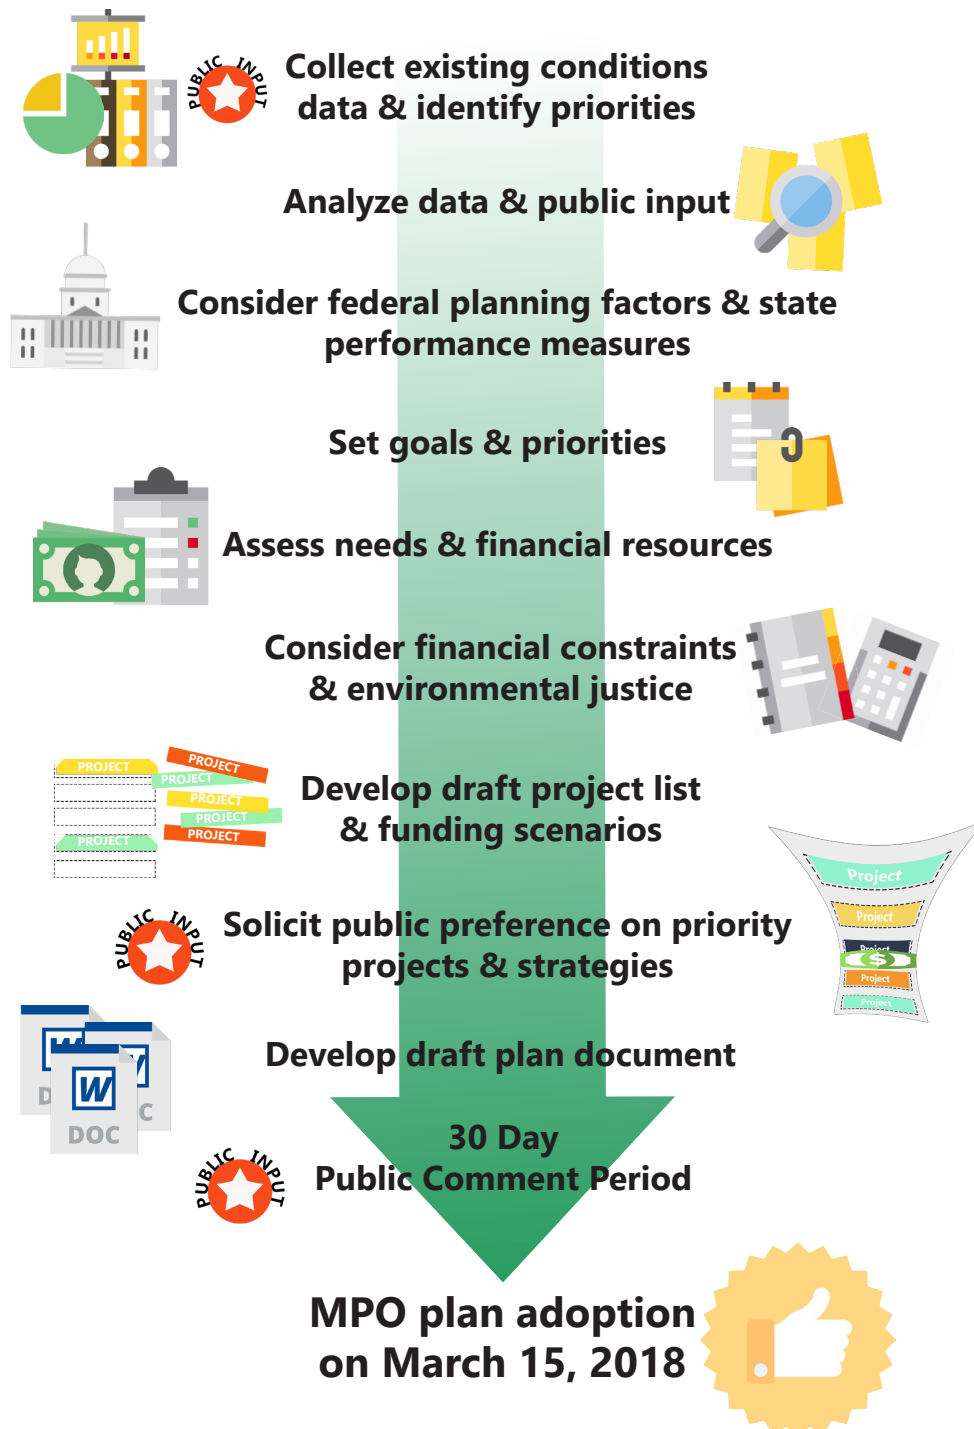 PUBLIC INPUT
Collect existing conditions
data & identify priorities
Analyze data & public input
Consider federal planning factors & state
performance measures
Set goals & priorities
Assess needs & financial resources
Consider financial constraints
& environmental justice
PROJECT
PROJECT
PROJECT
PROJECT
PROJECT
PROJECT
PROJECT
Develop draft project list
& funding scenarios
Project
Project
Project
$
Project
Project
PUBLIC INPUT
Solicit public preference on priority
projects & strategies
W
W
D
W
C
DOC
Develop draft plan document
PUBLIC INPUT
30 Day
Public Comment Period
MPO plan adoption
on March 15, 2018